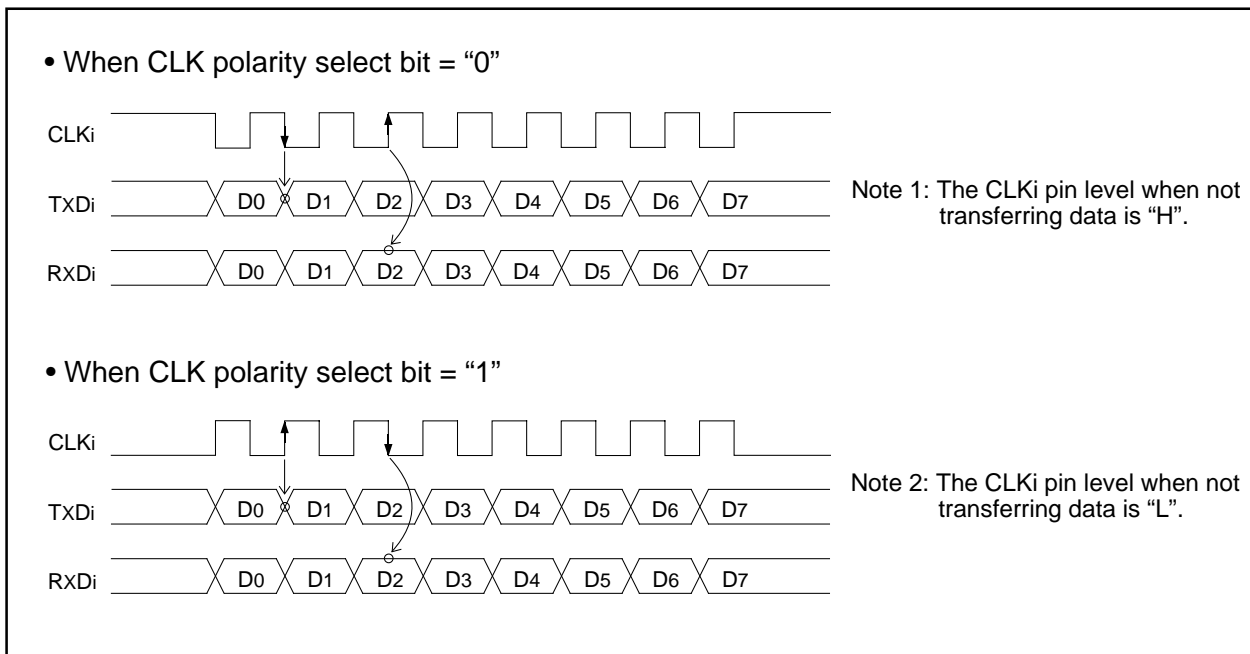 • When CLK polarity select bit = “0”
CLKi
TXDi D0 D1 D2 D3 D4 D5 D6 D7
RXDi D0 D1 D2 D3 D4 D5 D6 D7
Note 1: The CLKi pin level when not
transferring data is “H”.
• When CLK polarity select bit = “1”
CLKi
TXDi D0 D1 D2 D3 D4 D5 D6 D7
RXDi D0 D1 D2 D3 D4 D5 D6 D7
Note 2: The CLKi pin level when not
transferring data is “L”.